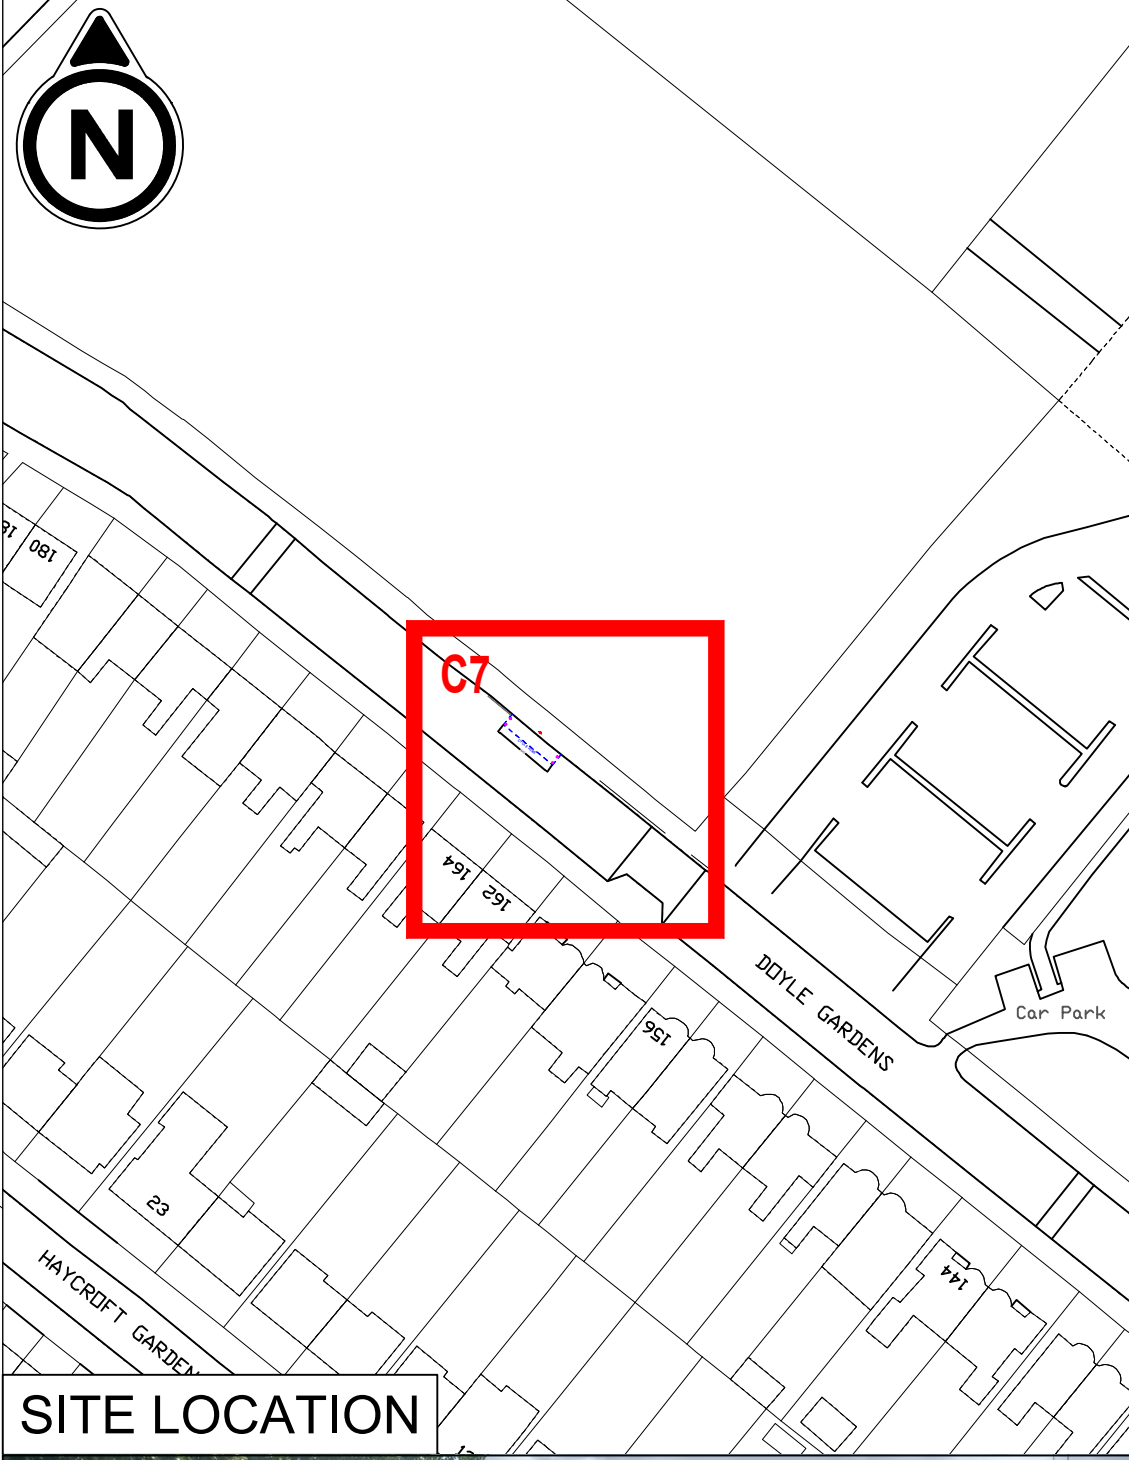 N
180
C7
164
162
DOYLE GARDENS
Car Park
156
23
144
HAYCROFT GARDEN
SITE LOCATION